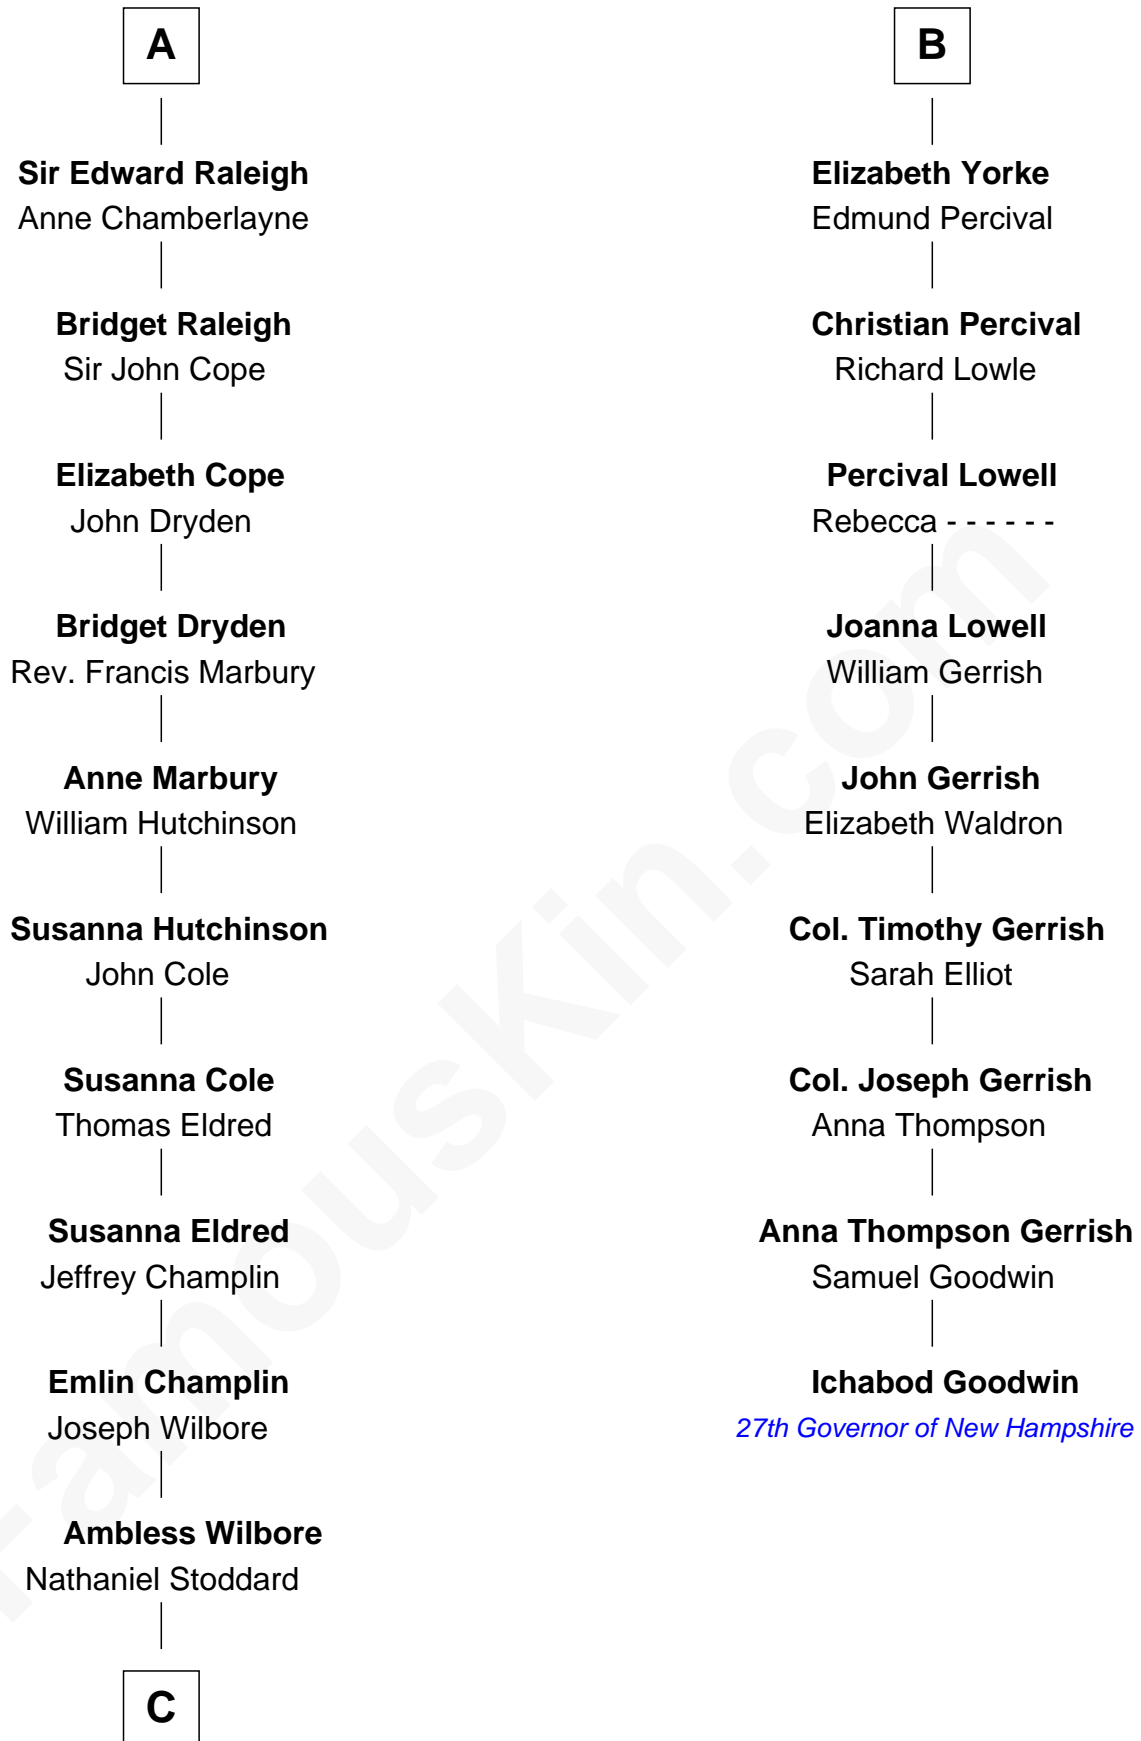 A
Sir Edward Raleigh
Anne Chamberlayne
Bridget Raleigh
Sir John Cope
Elizabeth Cope
John Dryden
Bridget Dryden
Rev. Francis Marbury
Anne Marbury
William Hutchinson
Susanna Hutchinson
John Cole
Susanna Cole
Thomas Eldred
Susanna Eldred
Jeffrey Champlin
Emlin Champlin
Joseph Wilbore
Ambless Wilbore
Nathaniel Stoddard
C
B
Elizabeth Yorke
Edmund Percival
Christian Percival
Richard Lowle
Percival Lowell
Rebecca - - - - - -
Joanna Lowell
William Gerrish
John Gerrish
Elizabeth Waldron
Col. Timothy Gerrish
Sarah Elliot
Col. Joseph Gerrish
Anna Thompson
Anna Thompson Gerrish
Samuel Goodwin
Ichabod Goodwin
27th Governor of New Hampshire
FamousKin.com